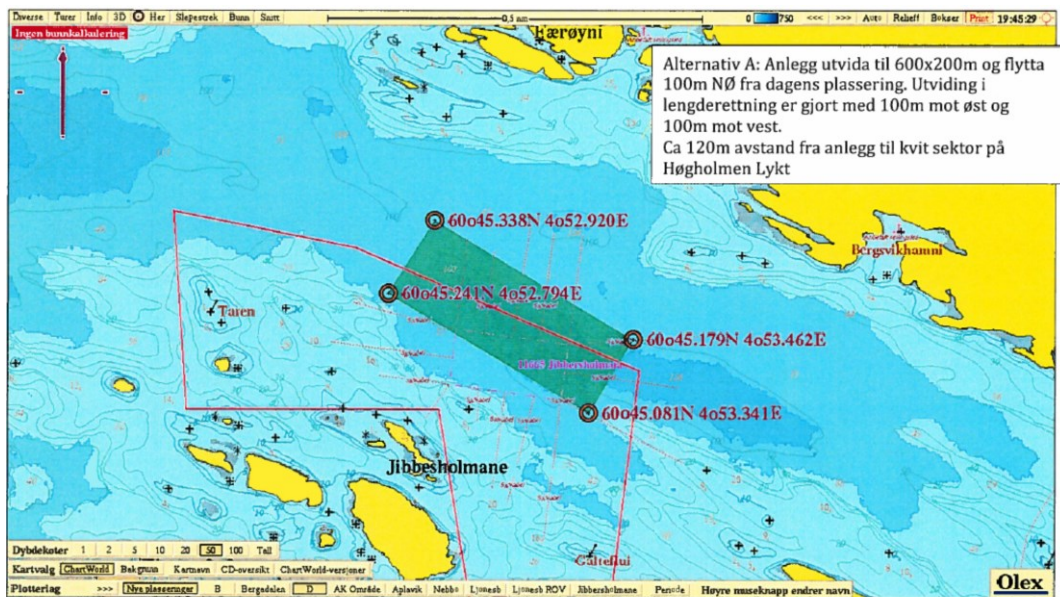 Diverse Turer Info 3D Her Slepestrek Bunn Snitt 0,5 nm 0 750 <<< >>> Auto Relieff Bokser Print 19:45:29
Ingen bunnkalkulering
Færøyni
Alternativ A: Anlegg utvida til 600x200m og flytta
100m NØ fra dagens plassering. Utviding i
lengderettning er gjort med 100m mot øst og
100m mot vest.
Ca 120m avstand fra anlegg til kvit sektor på
Høgholmen Lykt
60o45.338N 4o52.920E
Bergsvikhamni
60o45.241N 4o52.794E
Taren
60o45.179N 4o53.462E
60o45.081N 4o53.341E
Jibbesholmane
Galteflui
Dybdekoter 1 2 5 10 20 50 100 Tall
Kartvalg ChartWorld Bakgrunn Kartnavn CD-oversikt ChartWorld-versjoner
Plotterlag >>> Nye plasseringer B Bergadalen D AK Område Aplavik Nebbo Ljonesb Ljonesb ROV Jibbersholmane Periode Høyre museknapp endrer navn
Olex